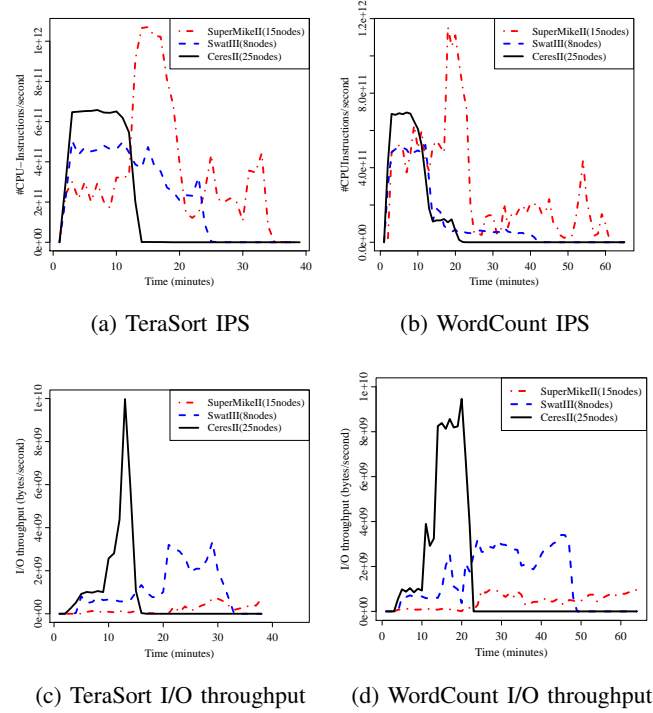 SuperMikeII(15nodes)
SwatIII(8nodes)
CeresII(25nodes)
#CPU−Instructions/second
0e+00 2e+11 4e+11 6e+11 8e+11 1e+12
0 10 20 30 40
Time (minutes)
(a) TeraSort IPS
SuperMikeII(15nodes)
SwatIII(8nodes)
CeresII(25nodes)
#CPUInstructions/second
0.0e+00 4.0e+11 8.0e+11 1.2e+12
0 10 20 30 40 50 60
Time (minutes)
(b) WordCount IPS
SuperMikeII(15nodes)
SwatIII(8nodes)
CeresII(25nodes)
I/O throughput (bytes/second)
0e+00 2e+09 4e+09 6e+09 8e+09 1e+10
0 10 20 30 40
Time (minutes)
(c) TeraSort I/O throughput
SuperMikeII(15nodes)
SwatIII(8nodes)
CeresII(25nodes)
I/O throughput (bytes/second)
0e+00 2e+09 4e+09 6e+09 8e+09 1e+10
0 10 20 30 40 50 60
Time (minutes)
(d) WordCount I/O throughput